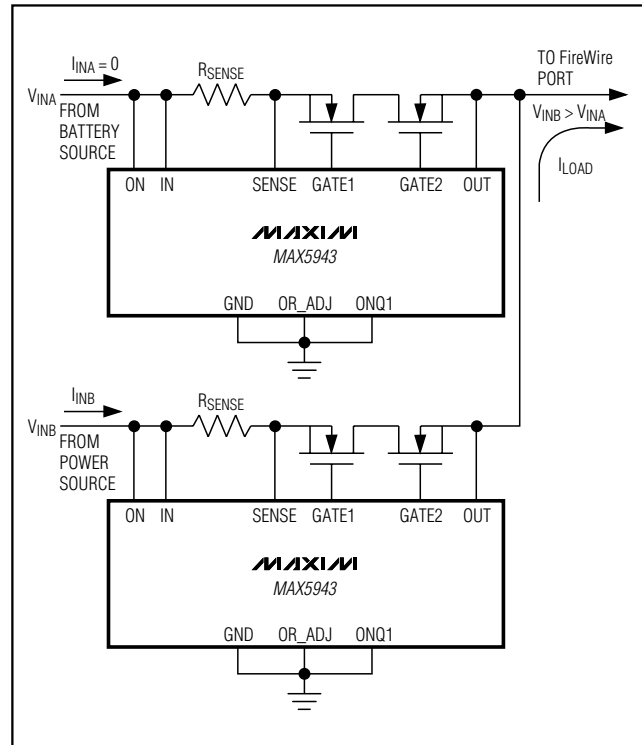 I_INA = 0
R_SENSE
TO FireWire
PORT
V_INA
FROM
BATTERY
SOURCE
V_INB > V_INA
I_LOAD
ON IN SENSE GATE1 GATE2 OUT
MAXIM
MAX5943
GND OR_ADJ ONQ1
I_INB
R_SENSE
V_INB
FROM
POWER
SOURCE
ON IN SENSE GATE1 GATE2 OUT
MAXIM
MAX5943
GND OR_ADJ ONQ1